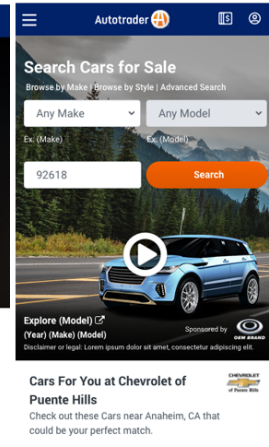 Autotrader
Search Cars for Sale
Browse by Make | Browse by Style | Advanced Search
Any Make
Any Model
Ex: (Make)
Ex: (Model)
92618
Search
Explore (Model)
(Year) (Make) (Model)
Sponsored by
OEM BRAND
Disclaimer or legal: Lorem ipsum dolor sit amet, consectetur adipiscing elit.
Cars For You at Chevrolet of
Puente Hills
CHEVROLET
of Puente Hills
Check out these Cars near Anaheim, CA that
could be your perfect match.